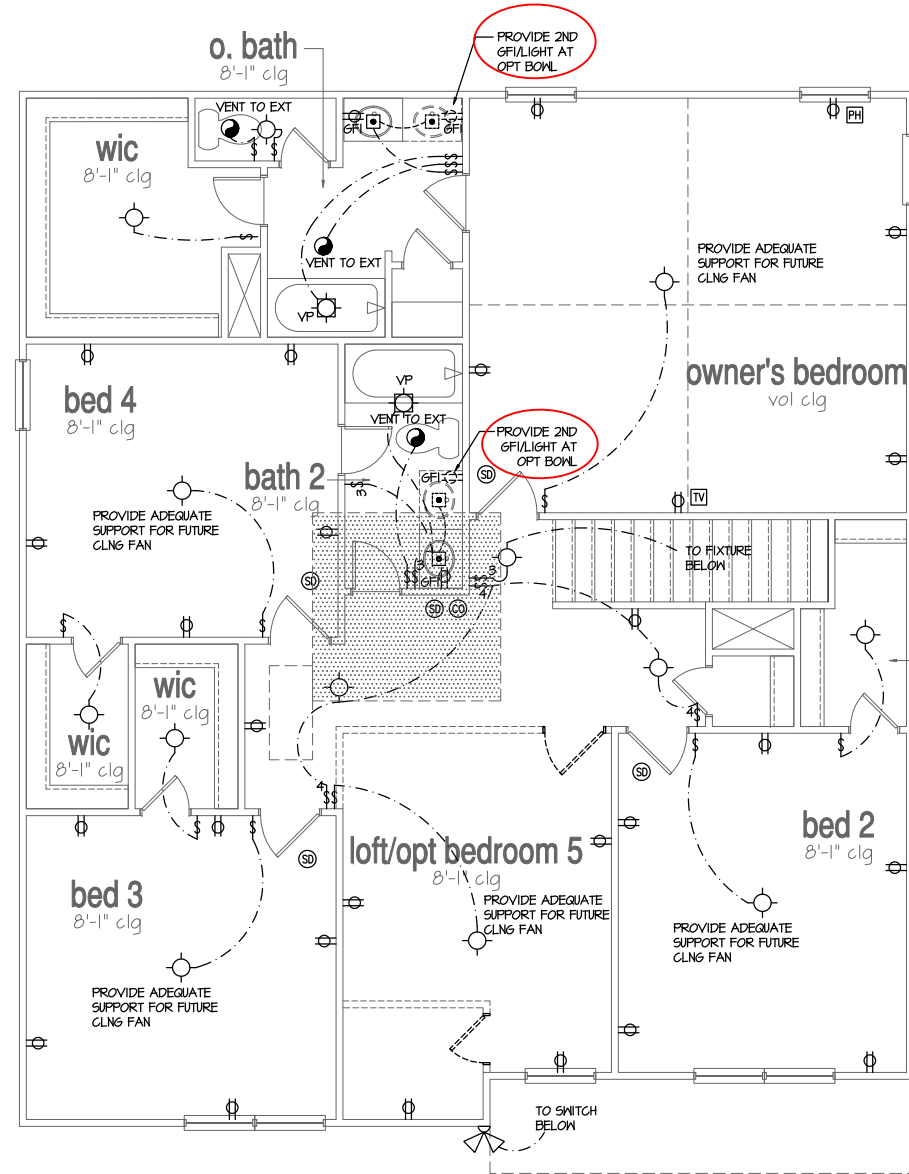 PROVIDE 2ND
GFI/LIGHT AT
OPT BOWL
o. bath
8'-1" clg
VENT TO EXT
GFI
GFI
PH
wic
8'-1" clg
$
$
$
$
$
$
VENT TO EXT
VP
PROVIDE ADEQUATE
SUPPORT FOR FUTURE
CLNG FAN
owner's bedroom
vol clg
bed 4
8'-1" clg
VP
VENT TO EXT
PROVIDE 2ND
GFI/LIGHT AT
OPT BOWL
GFI
SD
bath 2
8'-1" clg
3$
$
TV
PROVIDE ADEQUATE
SUPPORT FOR FUTURE
CLNG FAN
TO FIXTURE
BELOW
SD
$$
3
GFI
3
$
$
4
SD
CO
$
$
wic
8'-1" clg
wic
8'-1" clg
4$
$
$
$
$
4
$$
SD
SD
bed 3
8'-1" clg
loft/opt bedroom 5
8'-1" clg
bed 2
8'-1" clg
PROVIDE ADEQUATE
SUPPORT FOR FUTURE
CLNG FAN
PROVIDE ADEQUATE
SUPPORT FOR FUTURE
CLNG FAN
PROVIDE ADEQUATE
SUPPORT FOR FUTURE
CLNG FAN
TO SWITCH
BELOW